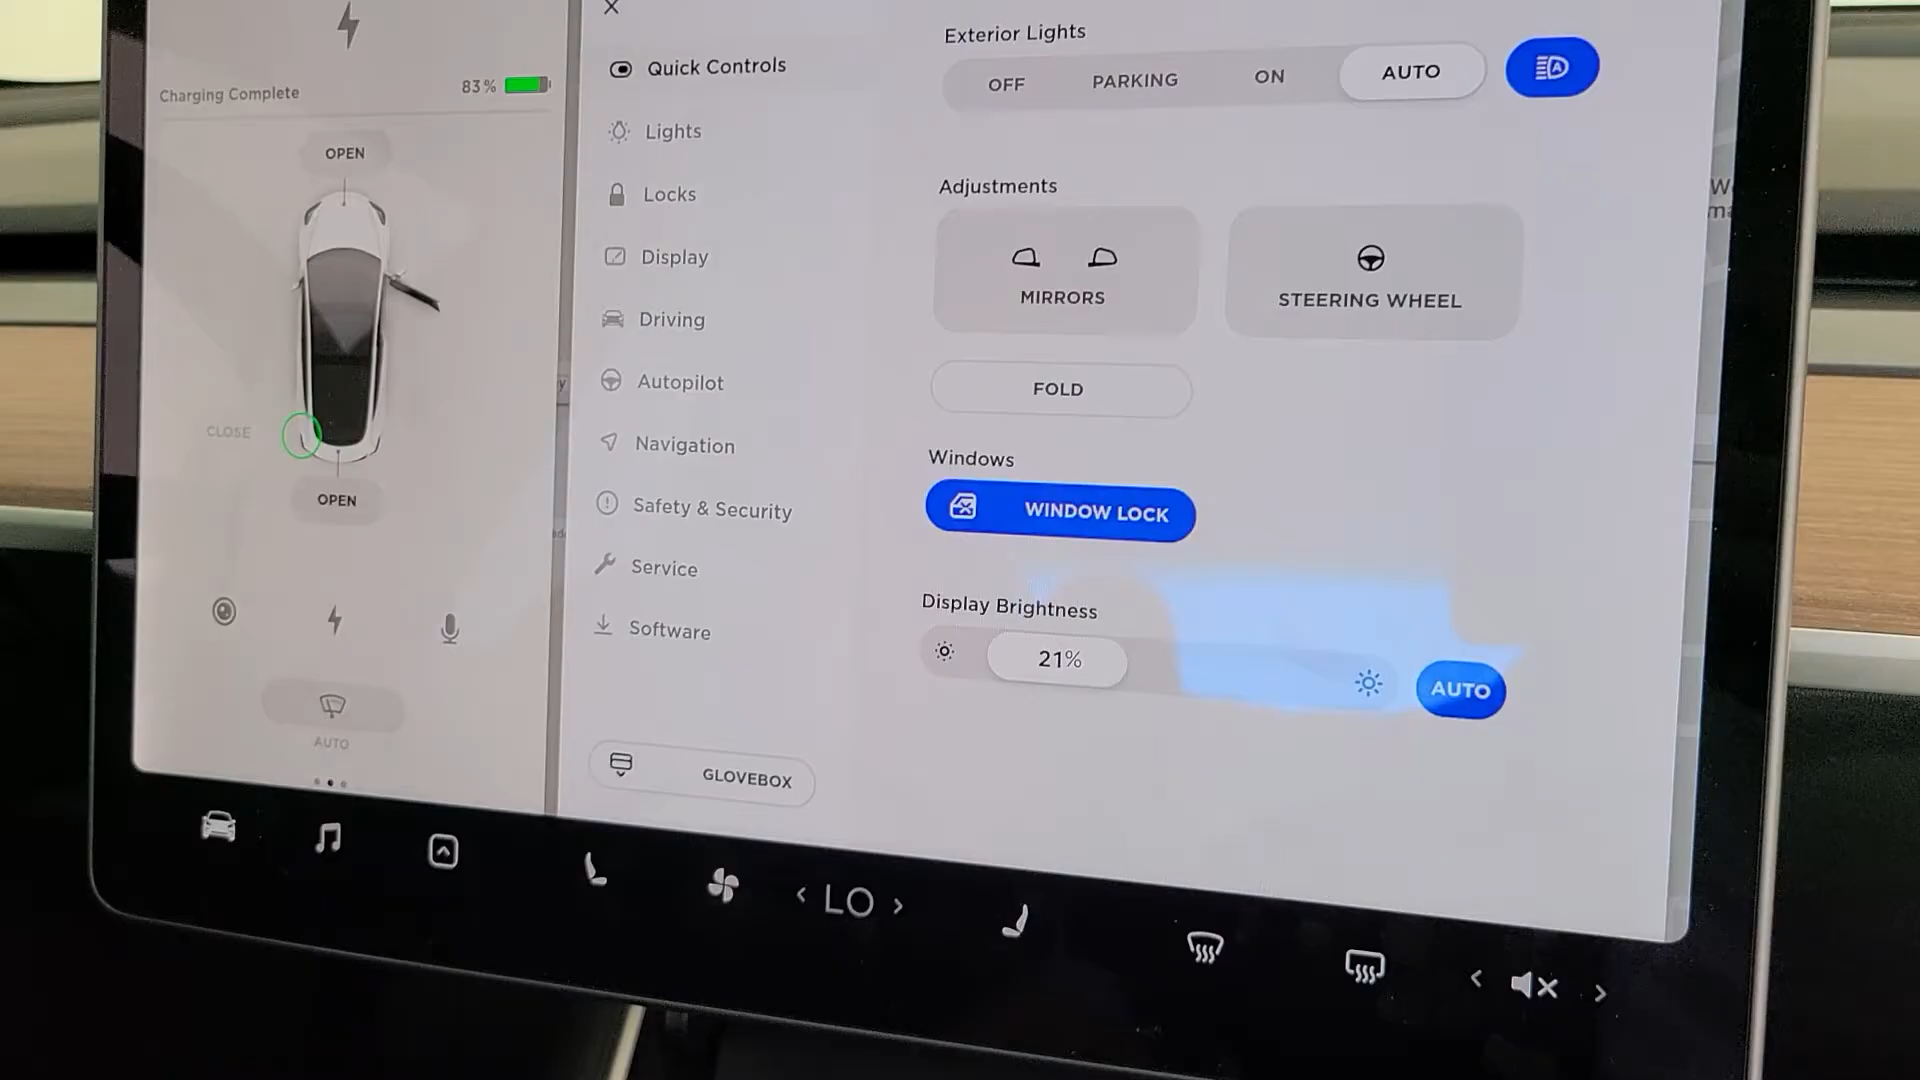 Charging Complete
83%
OPEN
CLOSE
OPEN
AUTO
Quick Controls
Lights
Locks
Display
Driving
Autopilot
Navigation
Safety & Security
Service
Software
GLOVEBOX
Exterior Lights
OFF PARKING ON AUTO
Adjustments
MIRRORS
STEERING WHEEL
FOLD
Windows
WINDOW LOCK
Display Brightness
21%
AUTO
< LO >
< >